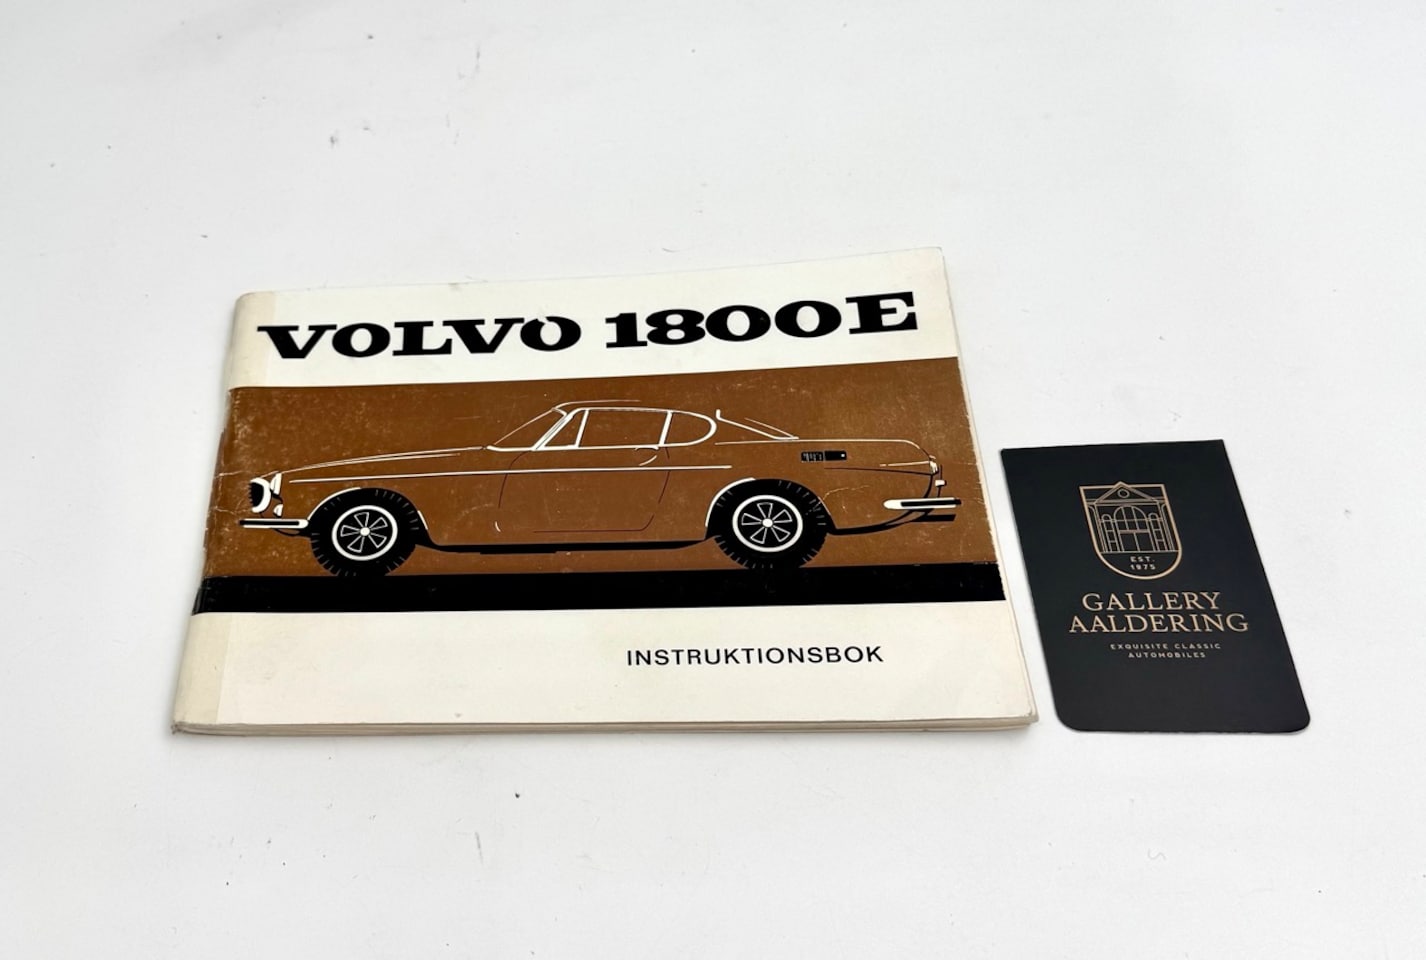 VOLVO 1800E
INSTRUKTIONSBOK
EST.
1975
GALLERY
AALDERING
EXQUISITE CLASSIC
AUTOMOBILES